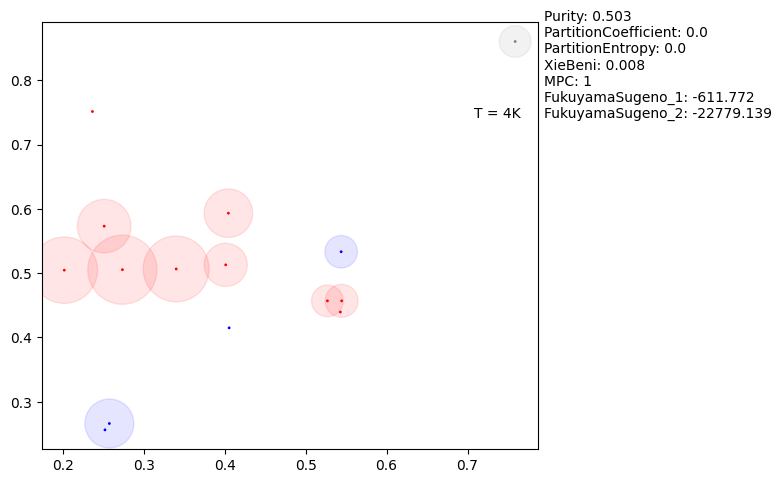 Purity: 0.503
PartitionCoefficient: 0.0
PartitionEntropy: 0.0
XieBeni: 0.008
MPC: 1
FukuyamaSugeno_1: -611.772
FukuyamaSugeno_2: -22779.139
T = 4K
0.8
0.7
0.6
0.5
0.4
0.3
0.2 0.3 0.4 0.5 0.6 0.7